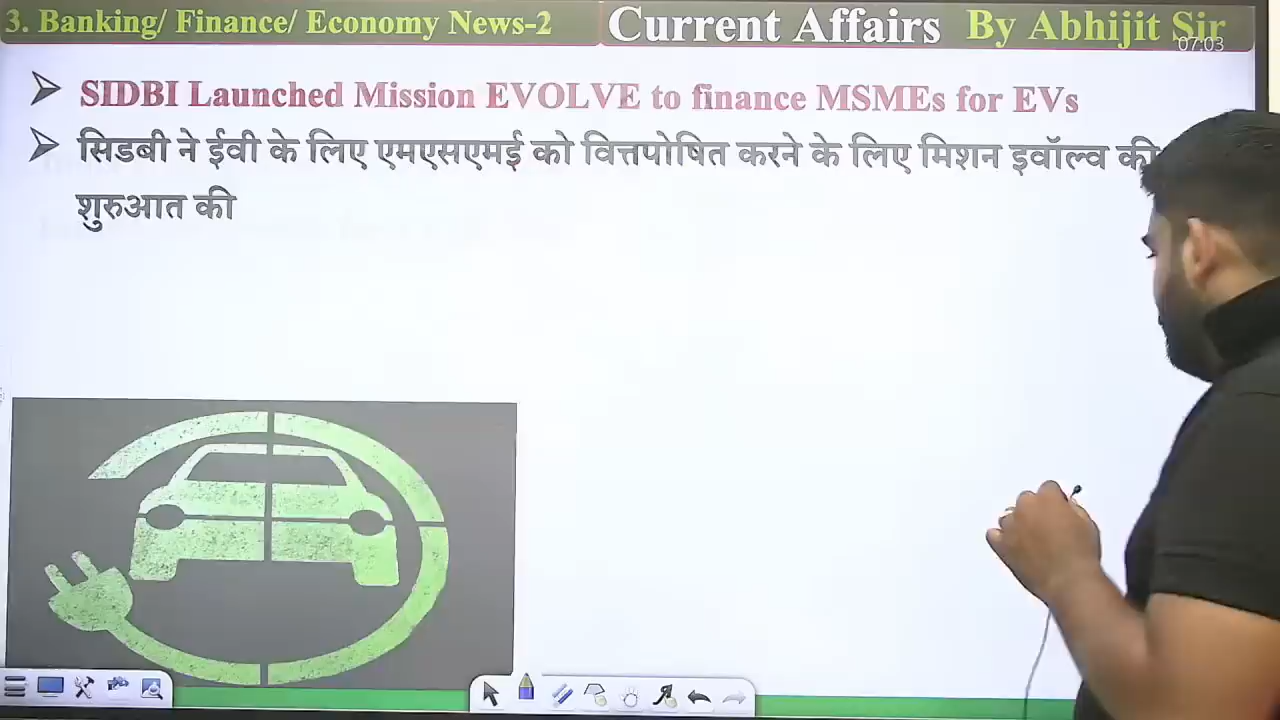 3. Banking/ Finance/ Economy News-2
Current Affairs By Abhijit Sir
07:03
SIDBI Launched Mission EVOLVE to finance MSMEs for EVs
सिडबी ने ईवी के लिए एमएसएमई को वित्तपोषित करने के लिए मिशन इवॉल्व की
शुरुआत की